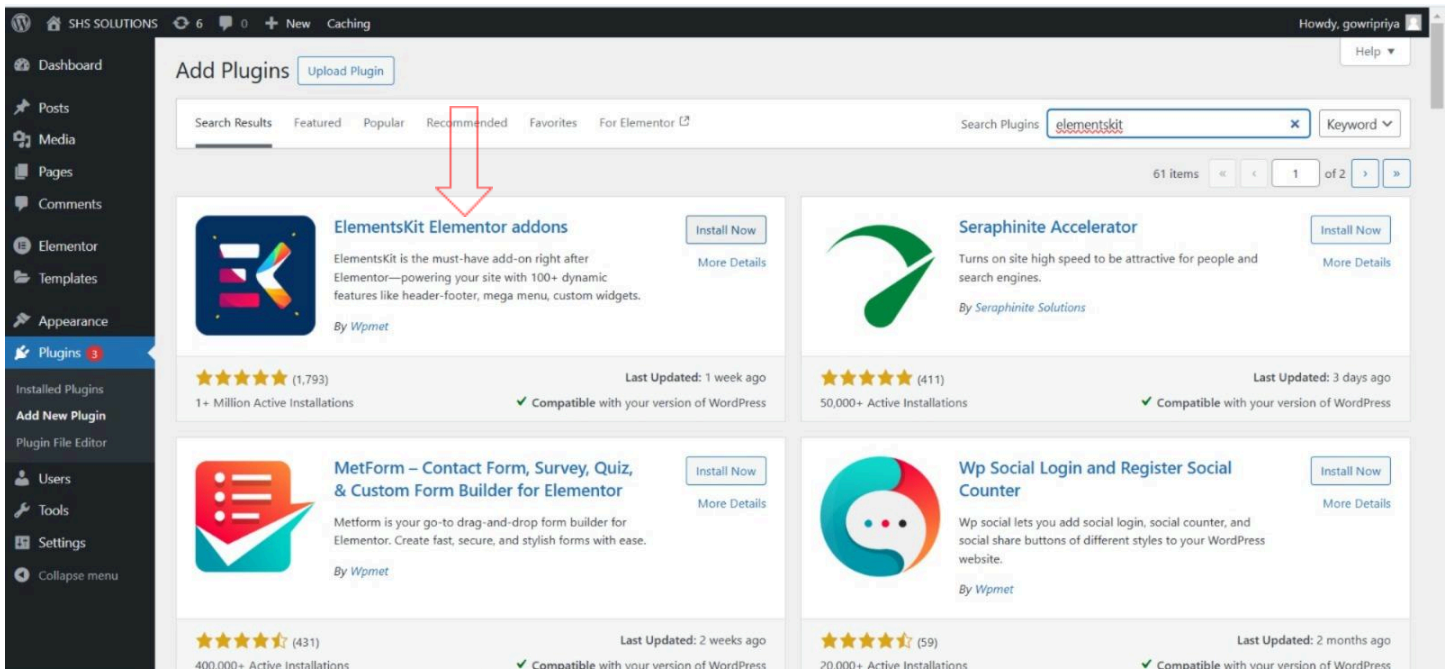 SHS SOLUTIONS 6 0 + New Caching Howdy, gowripriya
Help ▼
Dashboard
Posts
Media
Pages
Comments
Elementor
Templates
Appearance
Plugins 3
Installed Plugins
Add New Plugin
Plugin File Editor
Users
Tools
Settings
Collapse menu
Add Plugins Upload Plugin
Search Results Featured Popular Recommended Favorites For Elementor
Search Plugins elementskit × Keyword
61 items « ‹ 1 of 2 › »
ElementsKit Elementor addons
Install Now
More Details
ElementsKit is the must-have add-on right after
Elementor—powering your site with 100+ dynamic
features like header-footer, mega menu, custom widgets.
By Wpmet
(1,793)
1+ Million Active Installations
Last Updated: 1 week ago
✔ Compatible with your version of WordPress
Seraphinite Accelerator
Install Now
More Details
Turns on site high speed to be attractive for people and
search engines.
By Seraphinite Solutions
(411)
50,000+ Active Installations
Last Updated: 3 days ago
✔ Compatible with your version of WordPress
MetForm – Contact Form, Survey, Quiz,
& Custom Form Builder for Elementor
Install Now
More Details
Metform is your go-to drag-and-drop form builder for
Elementor. Create fast, secure, and stylish forms with ease.
By Wpmet
(431)
400,000+ Active Installations
Last Updated: 2 weeks ago
✔ Compatible with your version of WordPress
Wp Social Login and Register Social
Counter
Install Now
More Details
Wp social lets you add social login, social counter, and
social share buttons of different styles to your WordPress
website.
By Wpmet
(59)
20,000+ Active Installations
Last Updated: 2 months ago
✔ Compatible with your version of WordPress